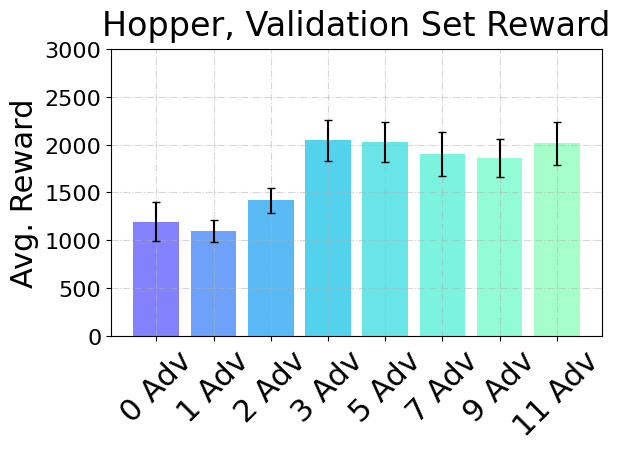 Hopper, Validation Set Reward
Avg. Reward
3000
2500
2000
1500
1000
500
0
0 Adv
1 Adv
2 Adv
3 Adv
5 Adv
7 Adv
9 Adv
11 Adv